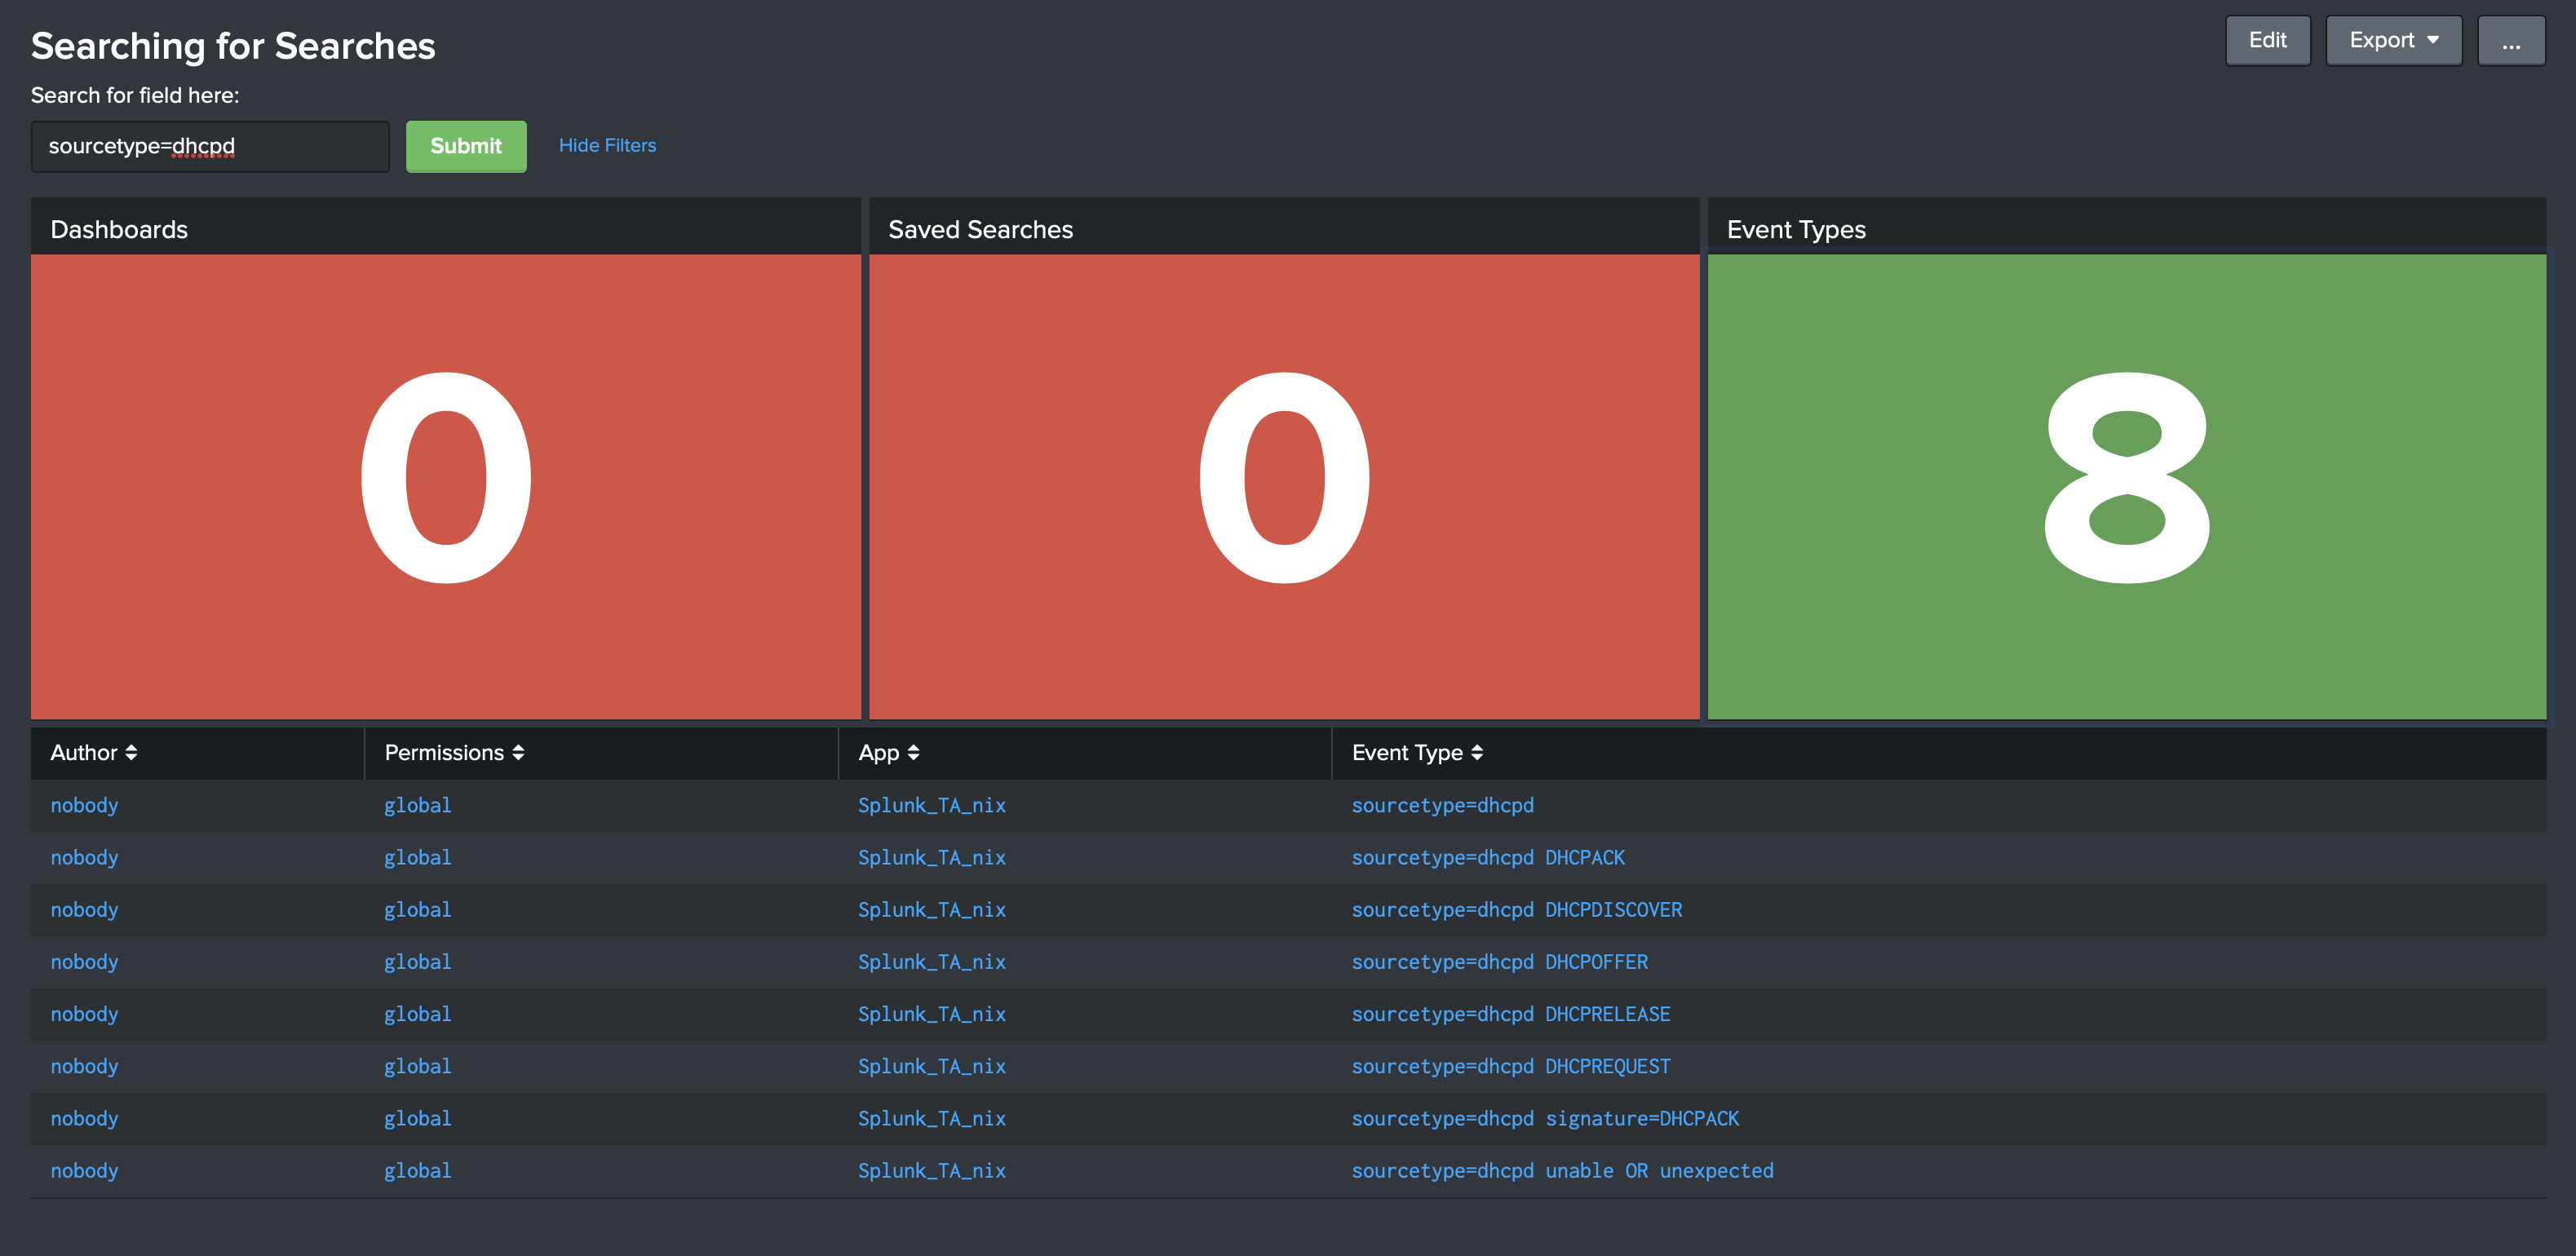 Searching for Searches
Edit
Export
...
Search for field here:
sourcetype=dhcpd
Submit
Hide Filters
Dashboards
Saved Searches
Event Types
0
0
8
Author Permissions App Event Type
nobody global Splunk_TA_nix sourcetype=dhcpd
nobody global Splunk_TA_nix sourcetype=dhcpd DHCPACK
nobody global Splunk_TA_nix sourcetype=dhcpd DHCPDISCOVER
nobody global Splunk_TA_nix sourcetype=dhcpd DHCPOFFER
nobody global Splunk_TA_nix sourcetype=dhcpd DHCPRELEASE
nobody global Splunk_TA_nix sourcetype=dhcpd DHCPREQUEST
nobody global Splunk_TA_nix sourcetype=dhcpd signature=DHCPACK
nobody global Splunk_TA_nix sourcetype=dhcpd unable OR unexpected